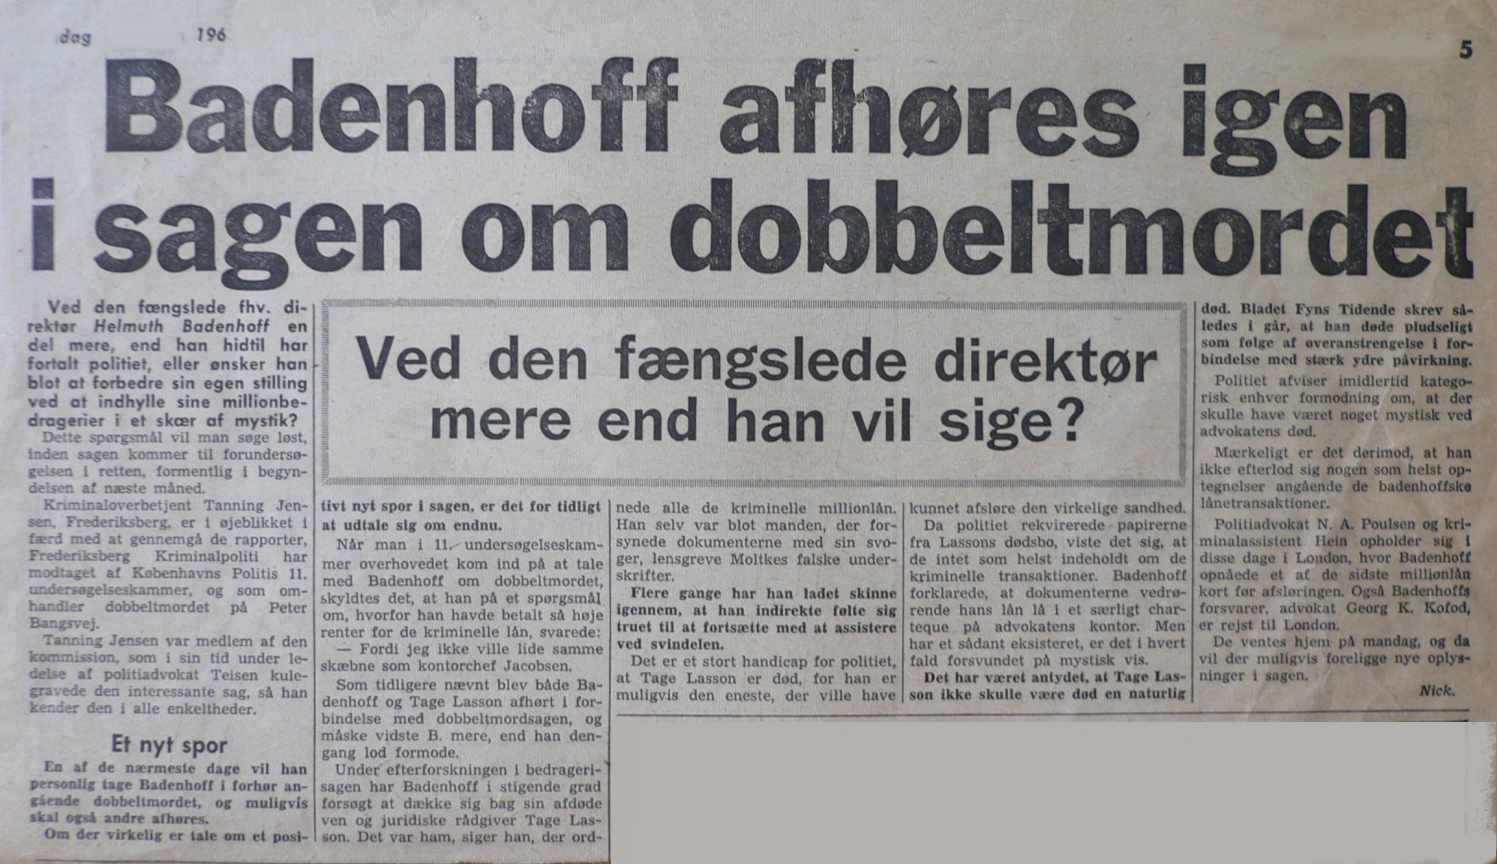 dag 196
5
Badenhoff afhøres igen
i sagen om dobbeltmordet
Ved den fængslede fhv. di-
rektør Helmuth Badenhoff en
del mere, end han hidtil har
fortalt politiet, eller ønsker han
blot at forbedre sin egen stilling
ved at indhylle sine millionbe-
dragerier i et skær af mystik?
Dette spørgsmål vil man søge løst,
inden sagen kommer til forundersø-
gelsen i retten, formentlig i begyn-
delsen af næste måned.
Kriminaloverbetjent Tanning Jen-
sen, Frederiksberg, er i øjeblikket i
færd med at gennemgå de rapporter,
Frederiksberg Kriminalpoliti har
modtaget af Københavns Politis 11.
undersøgelseskammer, og som om-
handler dobbeltmordet på Peter
Bangsvej.
Tanning Jensen var medlem af den
kommission, som i sin tid under le-
delse af politiadvokat Teisen kule-
gravede den interessante sag, så han
kender den i alle enkeltheder.
Et nyt spor
En af de nærmeste dage vil han
personlig tage Badenhoff i forhør an-
gående dobbeltmordet, og muligvis
skal også andre afhøres.
Om der virkelig er tale om et posi-
Ved den fængslede direktør
mere end han vil sige?
tivt nyt spor i sagen, er det for tidligt
at udtale sig om endnu.
Når man i 11. undersøgelseskam-
mer overhovedet kom ind på at tale
med Badenhoff om dobbeltmordet,
skyldtes det, at han på et spørgsmål
om, hvorfor han havde betalt så høje
renter for de kriminelle lån, svarede:
— Fordi jeg ikke ville lide samme
skæbne som kontorchef Jacobsen.
Som tidligere nævnt blev både Ba-
denhoff og Tage Lasson afhørt i for-
bindelse med dobbeltmordsagen, og
måske vidste B. mere, end han den-
gang lod formode.
Under efterforskningen i bedrageri-
sagen har Badenhoff i stigende grad
forsøgt at dække sig bag sin afdøde
ven og juridiske rådgiver Tage Las-
son. Det var ham, siger han, der ord-
nede alle de kriminelle millionlån.
Han selv var blot manden, der for-
synede dokumenterne med sin svo-
ger, lensgreve Moltkes falske under-
skrifter.
Flere gange har han ladet skinne
igennem, at han indirekte følte sig
truet til at fortsætte med at assistere
ved svindelen.
Det er et stort handicap for politiet,
at Tage Lasson er død, for han er
muligvis den eneste, der ville have
kunnet afsløre den virkelige sandhed.
Da politiet rekvirerede papirerne
fra Lassons dødsbo, viste det sig, at
de intet som helst indeholdt om de
kriminelle transaktioner. Badenhoff
forklarede, at dokumenterne vedrø-
rende hans lån lå i et særligt char-
teque på advokatens kontor. Men
har et sådant eksisteret, er det i hvert
fald forsvundet på mystisk vis.
Det har været antydet, at Tage Las-
son ikke skulle være død en naturlig
død. Bladet Fyns Tidende skrev så-
ledes i går, at han døde pludseligt
som følge af overanstrengelse i for-
bindelse med stærk ydre påvirkning.
Politiet afviser imidlertid katego-
risk enhver formodning om, at der
skulle have været noget mystisk ved
advokatens død.
Mærkeligt er det derimod, at han
ikke efterlod sig nogen som helst op-
tegnelser angående de badenhoffske
lånetransaktioner.
Politiadvokat N. A. Poulsen og kri-
minalassistent Hein opholder sig i
disse dage i London, hvor Badenhoff
opnåede et af de sidste millionlån
kort før afsløringen. Også Badenhoffs
forsvarer, advokat Georg K. Kofod,
er rejst til London.
De ventes hjem på mandag, og da
vil der muligvis foreligge nye oplys-
ninger i sagen.
Nick.